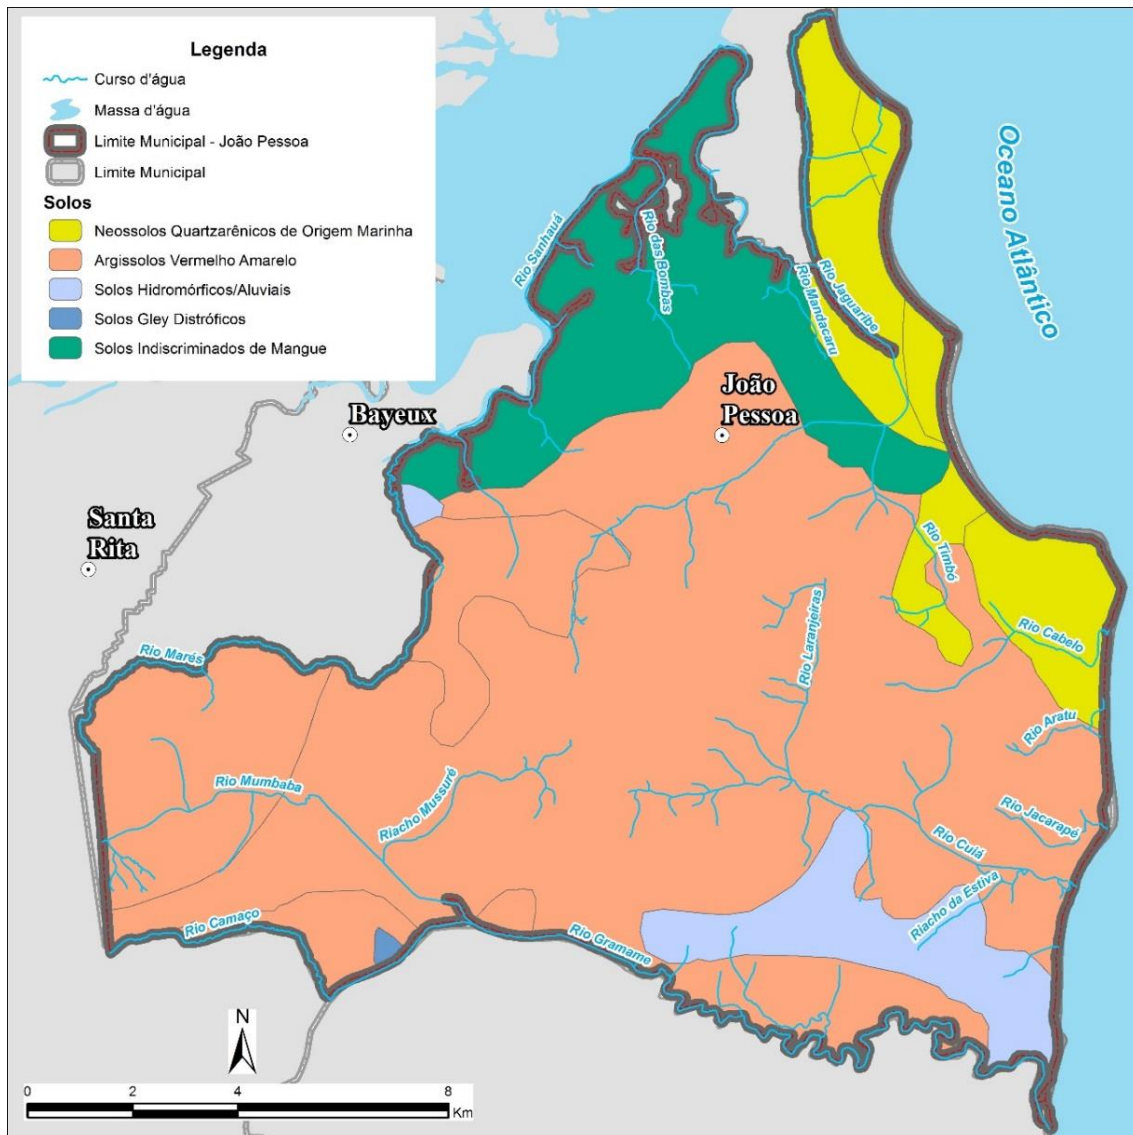 Legenda
Curso d'água
Massa d'água
Limite Municipal - João Pessoa
Limite Municipal
Solos
Neossolos Quartzarênicos de Origem Marinha
Argissolos Vermelho Amarelo
Solos Hidromórficos/Aluviais
Solos Gley Distróficos
Solos Indiscriminados de Mangue
Oceano Atlântico
Rio Sanhauá
Rio das Bombas
Rio Mandacaru
Rio Jaguaribe
João
Pessoa
Bayeux
Santa
Rita
Rio Timbó
Rio Laranjeiras
Rio Cabelo
Rio Marés
Rio Aratu
Rio Mumbaba
Riacho Mussuré
Rio Jacarapé
Rio Cuiá
Riacho da Estiva
Rio Camaço
Rio Gramame
N
0 2 4 8
Km